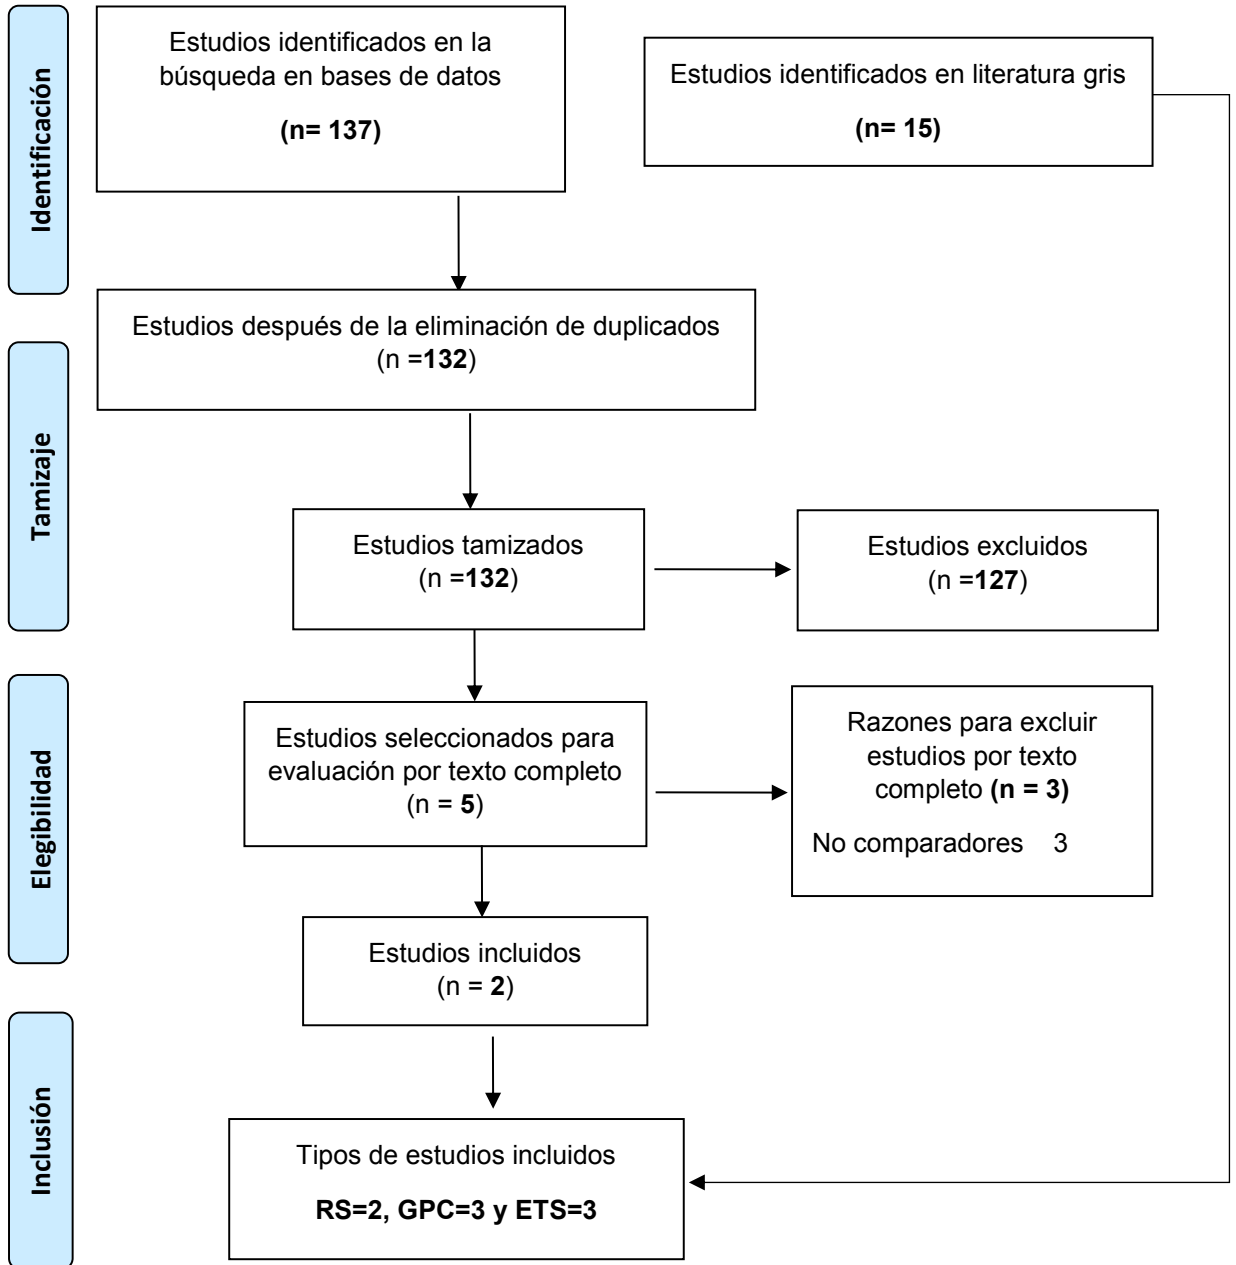 Identificación
Estudios identificados en la
búsqueda en bases de datos
(n= 137)
Estudios identificados en literatura gris
(n= 15)
Estudios después de la eliminación de duplicados
(n =132)
Tamizaje
Estudios tamizados
(n =132)
Estudios excluidos
(n =127)
Elegibilidad
Estudios seleccionados para
evaluación por texto completo
(n = 5)
Razones para excluir
estudios por texto
completo (n = 3)
No comparadores 3
Estudios incluidos
(n = 2)
Inclusión
Tipos de estudios incluidos
RS=2, GPC=3 y ETS=3